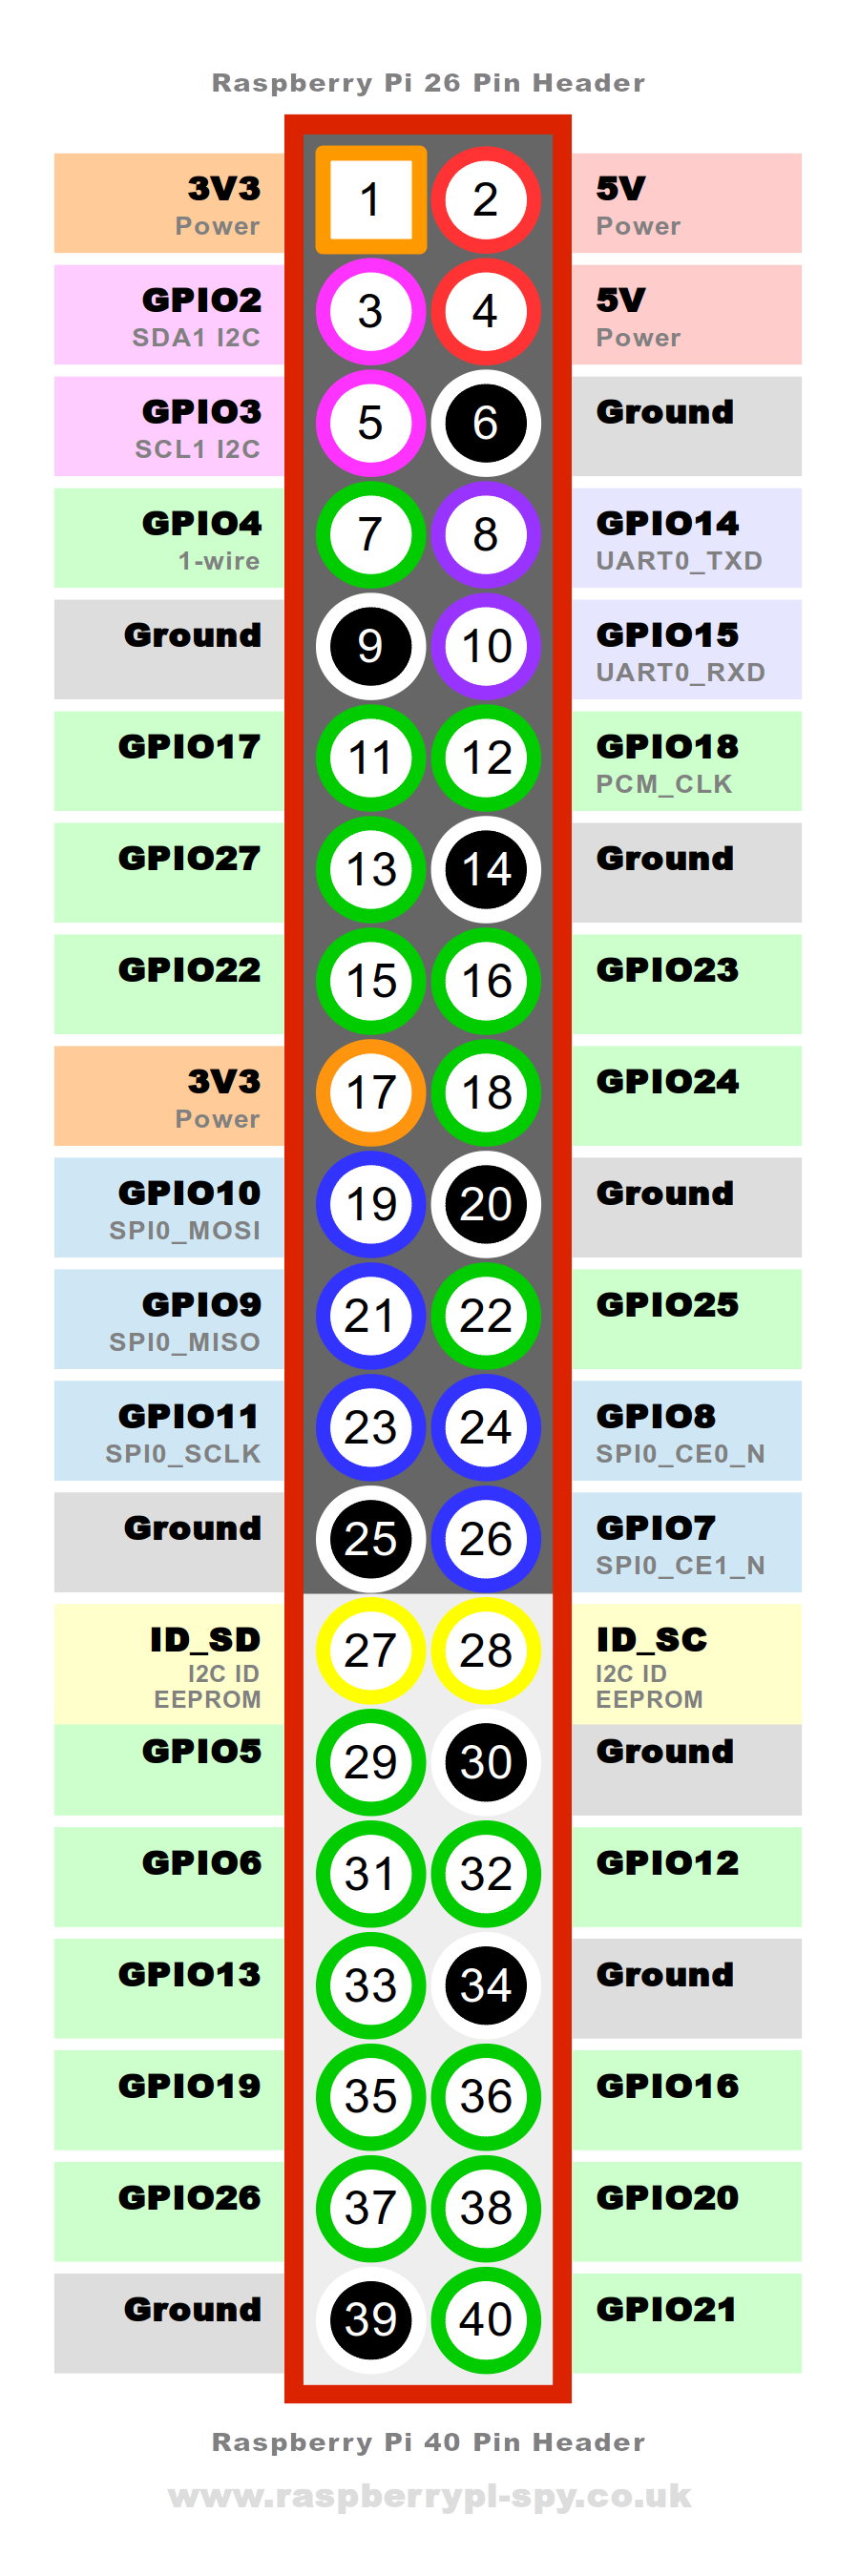 Raspberry Pi 26 Pin Header
3V3 1 2 5V
Power Power
GPIO2 3 4 5V
SDA1 I2C Power
GPIO3 5 6 Ground
SCL1 I2C
GPIO4 7 8 GPIO14
1-wire UART0_TXD
Ground 9 10 GPIO15
UART0_RXD
GPIO17 11 12 GPIO18
PCM_CLK
GPIO27 13 14 Ground
GPIO22 15 16 GPIO23
3V3 17 18 GPIO24
Power
GPIO10 19 20 Ground
SPI0_MOSI
GPIO9 21 22 GPIO25
SPI0_MISO
GPIO11 23 24 GPIO8
SPI0_SCLK SPI0_CE0_N
Ground 25 26 GPIO7
SPI0_CE1_N
ID_SD 27 28 ID_SC
I2C ID I2C ID
EEPROM EEPROM
GPIO5 29 30 Ground
GPIO6 31 32 GPIO12
GPIO13 33 34 Ground
GPIO19 35 36 GPIO16
GPIO26 37 38 GPIO20
Ground 39 40 GPIO21
Raspberry Pi 40 Pin Header
www.raspberrypi-spy.co.uk